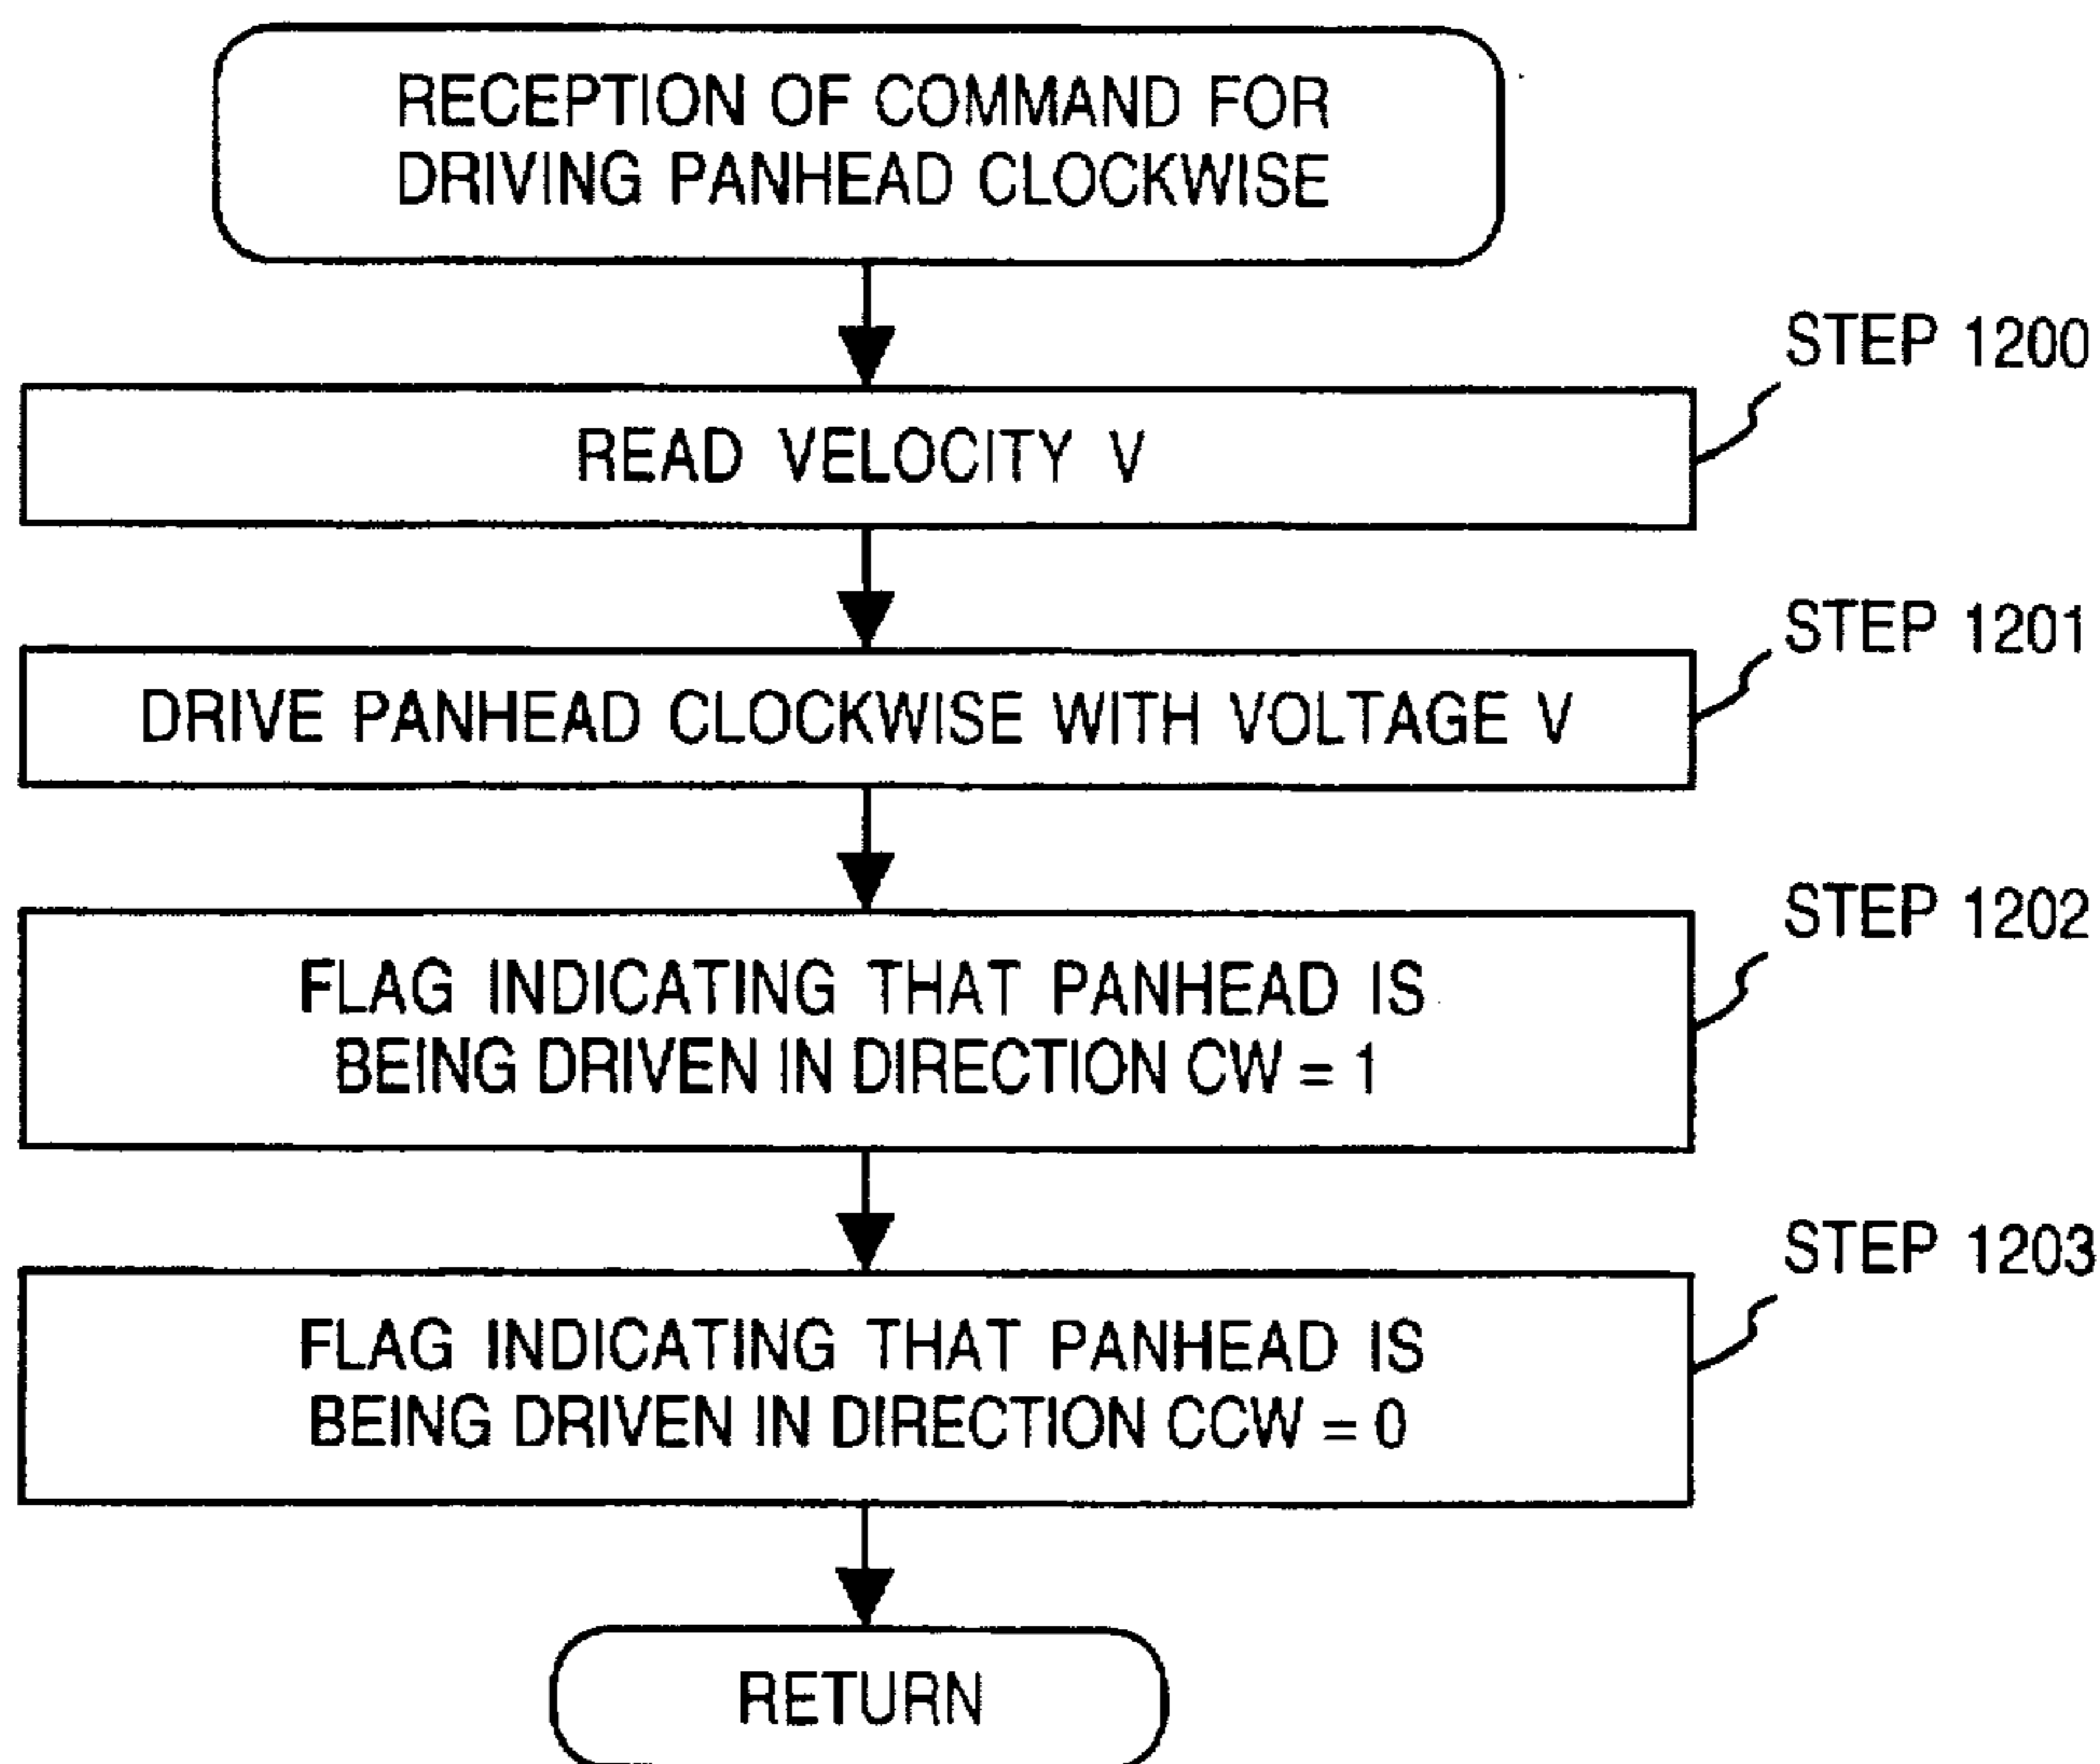 RECEPTION OF COMMAND FOR
DRIVING PANHEAD CLOCKWISE
STEP 1200
READ VELOCITY V
STEP 1201
DRIVE PANHEAD CLOCKWISE WITH VOLTAGE V
STEP 1202
FLAG INDICATING THAT PANHEAD IS
BEING DRIVEN IN DIRECTION CW = 1
STEP 1203
FLAG INDICATING THAT PANHEAD IS
BEING DRIVEN IN DIRECTION CCW = 0
RETURN